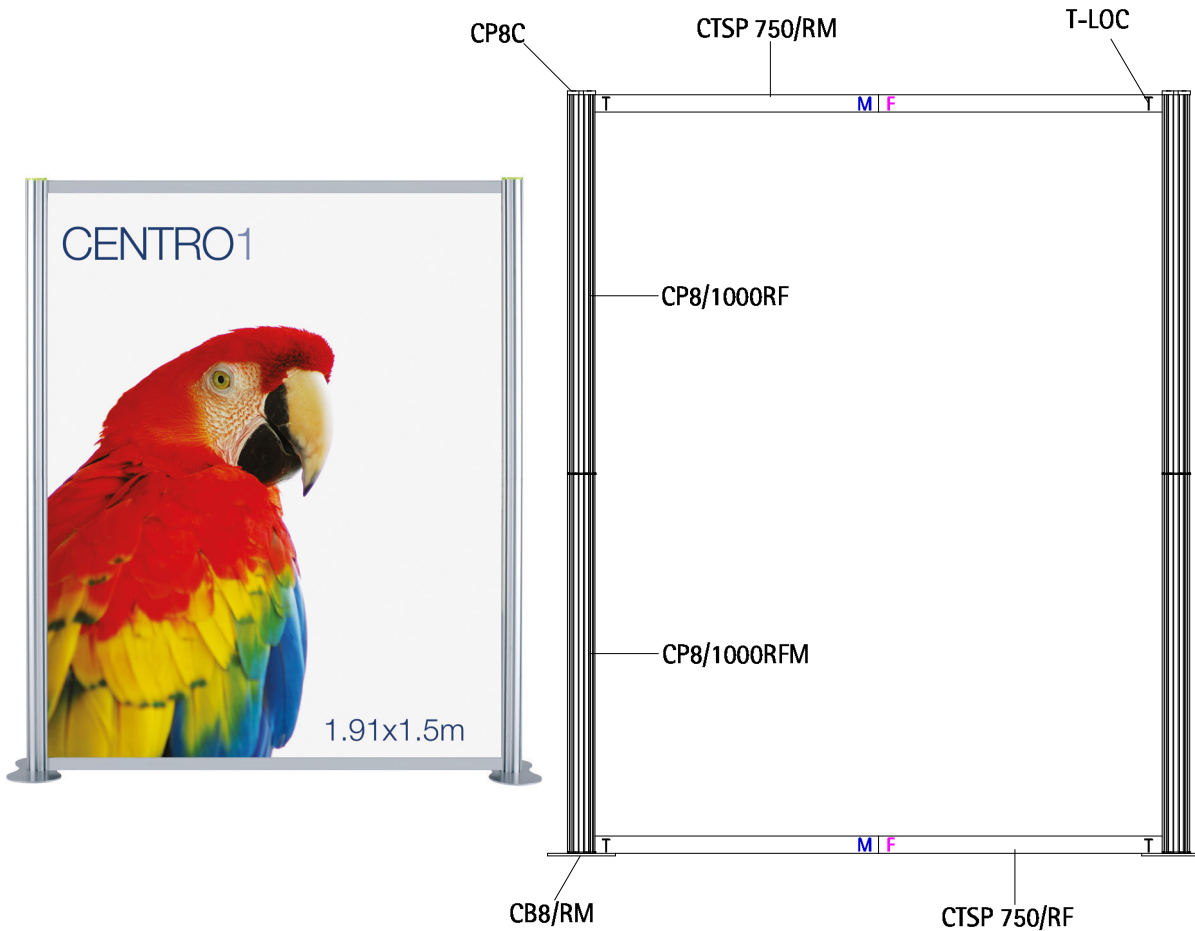 CP8C
CTSP 750/RM
T-LOC
T M F T
CENTRO1
CP8/1000RF
CP8/1000RFM
1.91x1.5m
T M F T
CB8/RM
CTSP 750/RF